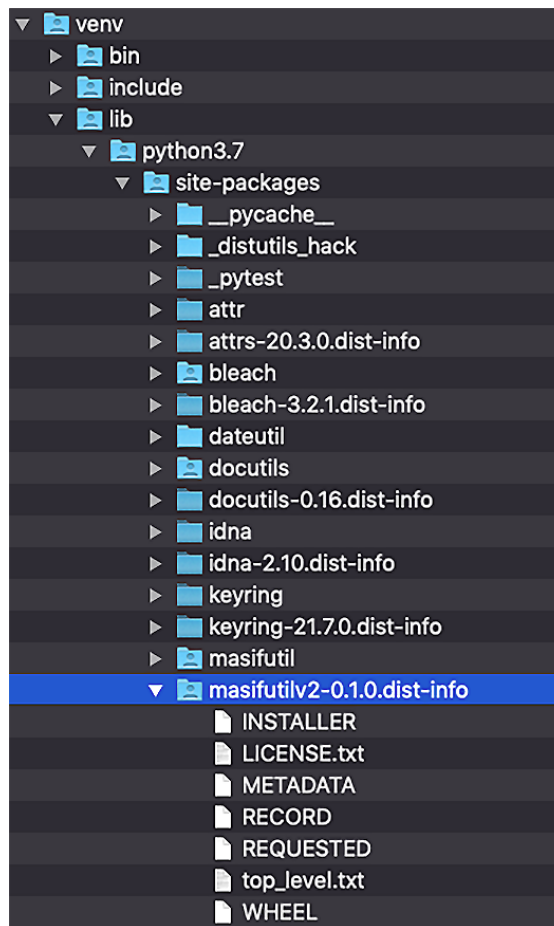 venv
bin
include
lib
python3.7
site-packages
__pycache__
_distutils_hack
_pytest
attr
attrs-20.3.0.dist-info
bleach
bleach-3.2.1.dist-info
dateutil
docutils
docutils-0.16.dist-info
idna
idna-2.10.dist-info
keyring
keyring-21.7.0.dist-info
masifutil
masifutilv2-0.1.0.dist-info
INSTALLER
LICENSE.txt
METADATA
RECORD
REQUESTED
top_level.txt
WHEEL